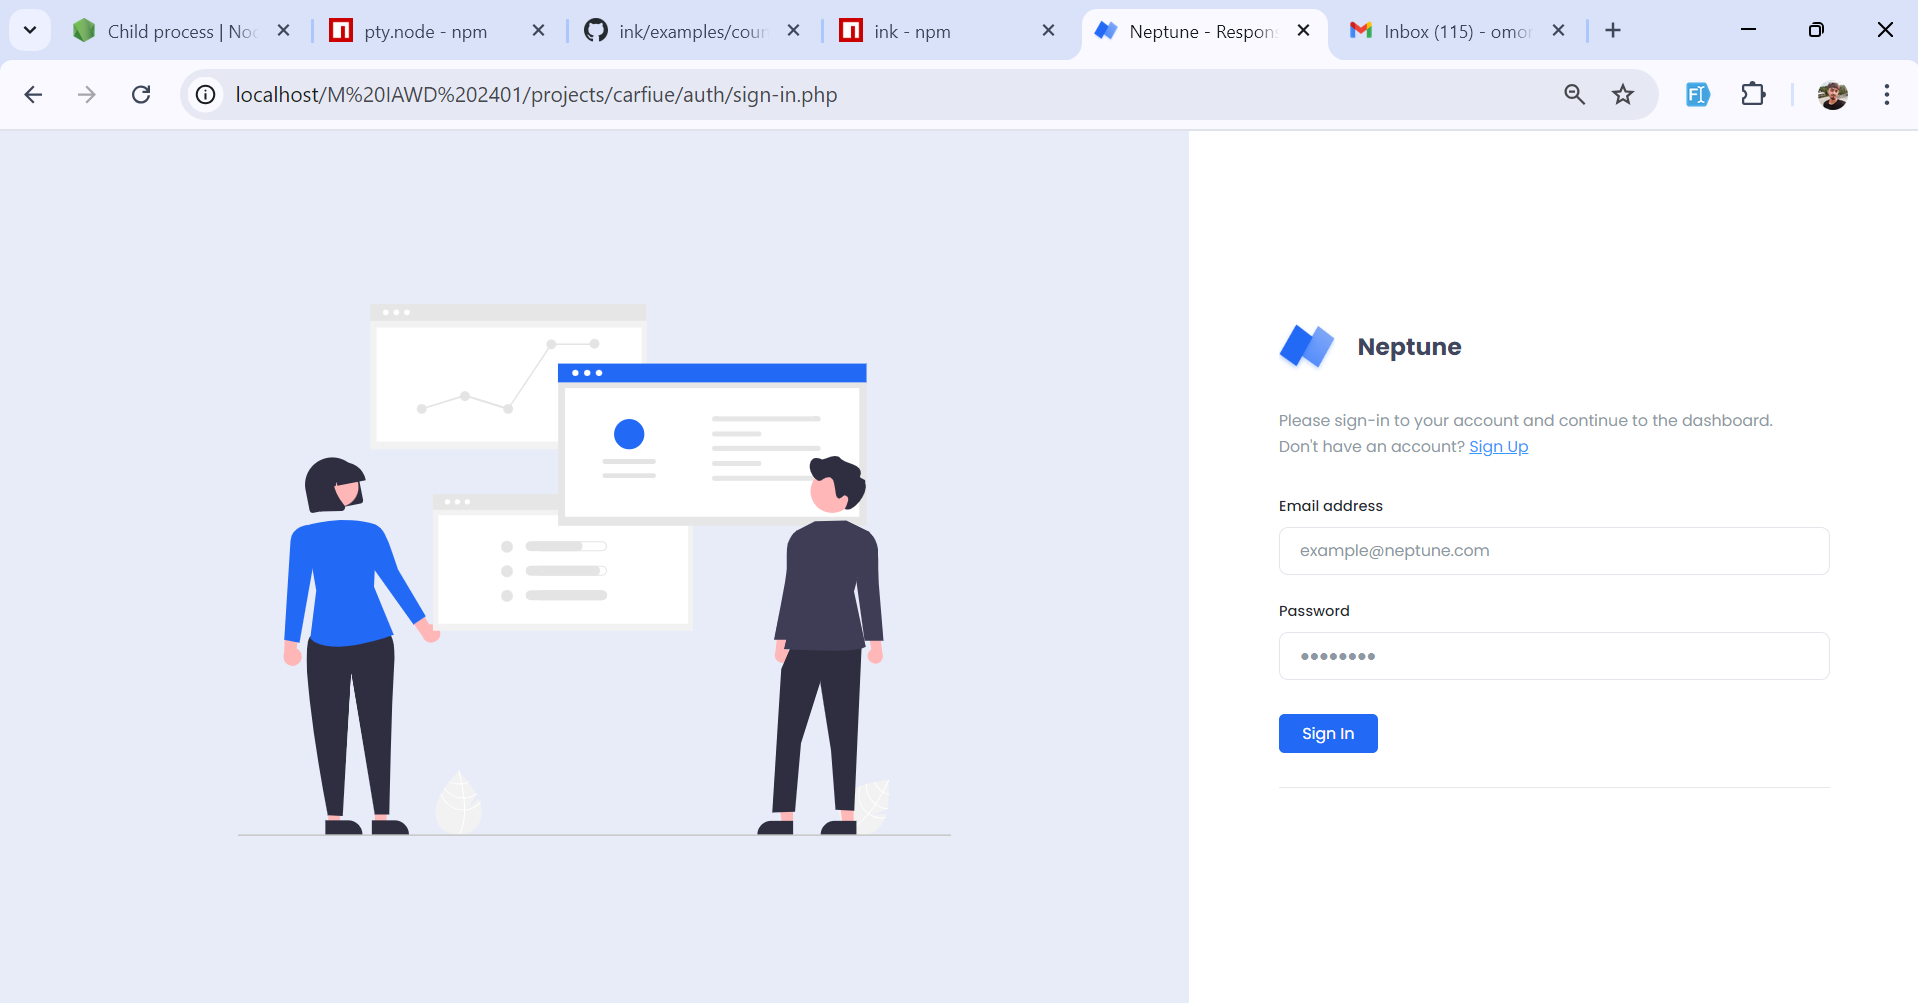 Child process | Noc
pty.node - npm
ink/examples/cour
ink - npm
Neptune - Respons
Inbox (115) - omor
localhost/M%20IAWD%202401/projects/carfiue/auth/sign-in.php
Neptune
Please sign-in to your account and continue to the dashboard.
Don't have an account? Sign Up
Email address
example@neptune.com
Password
●●●●●●●●
Sign In